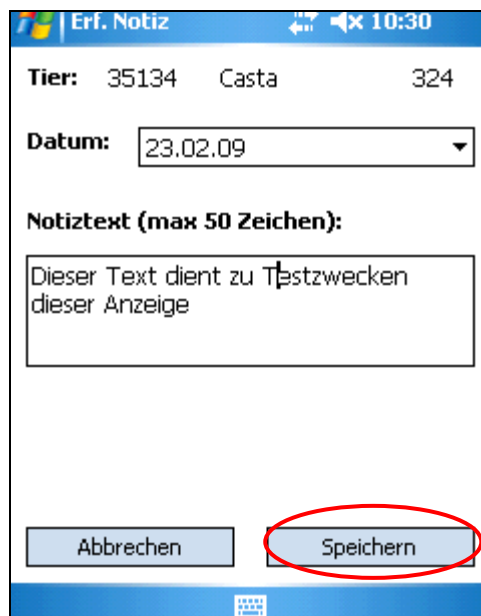 Erf. Notiz 10:30
Tier: 35134 Casta 324
Datum: 23.02.09
Notiztext (max 50 Zeichen):
Dieser Text dient zu Testzwecken
dieser Anzeige
Abbrechen Speichern